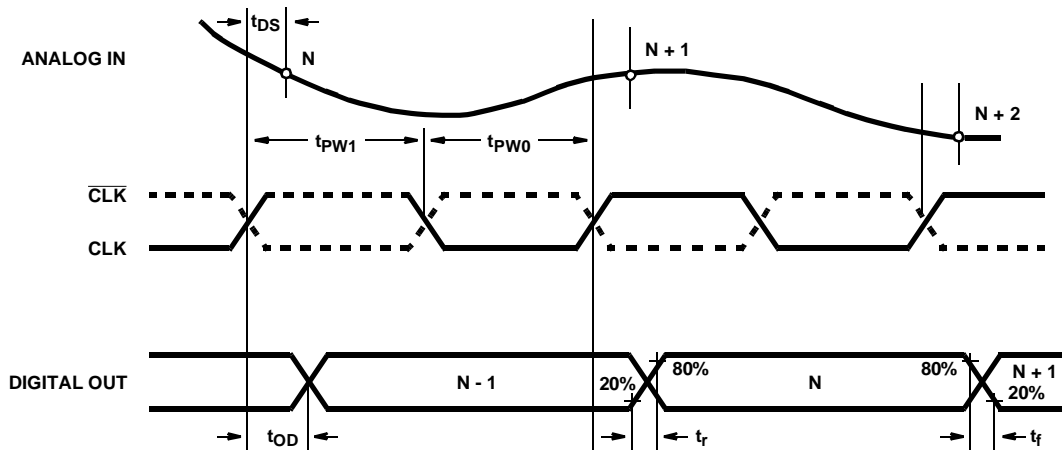 tDS
ANALOG IN
N
N + 1
N + 2
tPW1
tPW0
CLK
CLK
DIGITAL OUT
N - 1
20%
80%
N
80%
N + 1
20%
tOD
tr
tf